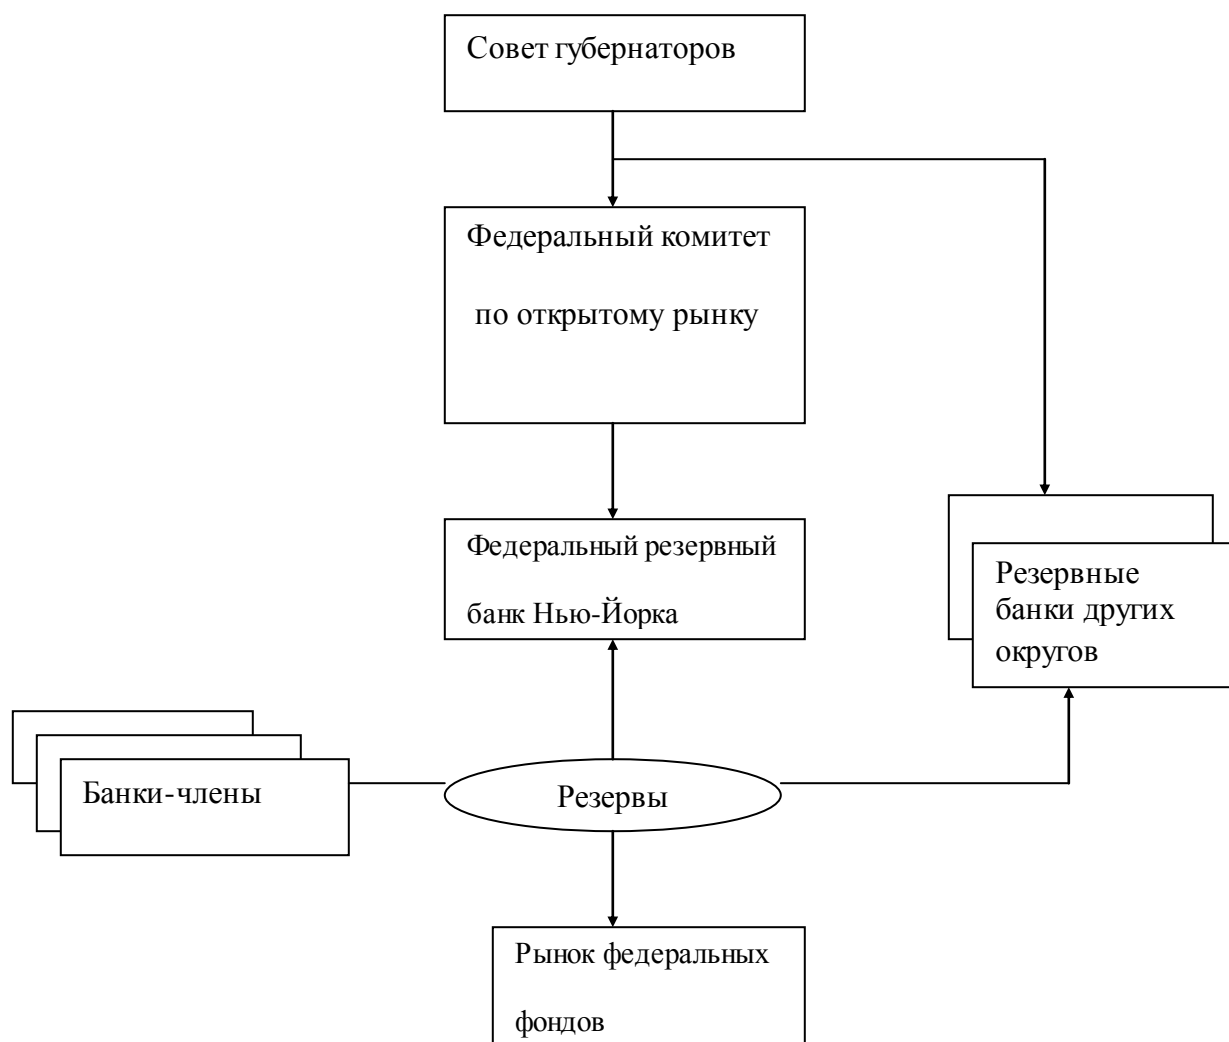 Совет губернаторов
Федеральный комитет
по открытому рынку
Федеральный резервный
банк Нью-Йорка
Резервные
банки других
округов
Банки-члены
Резервы
Рынок федеральных
фондов